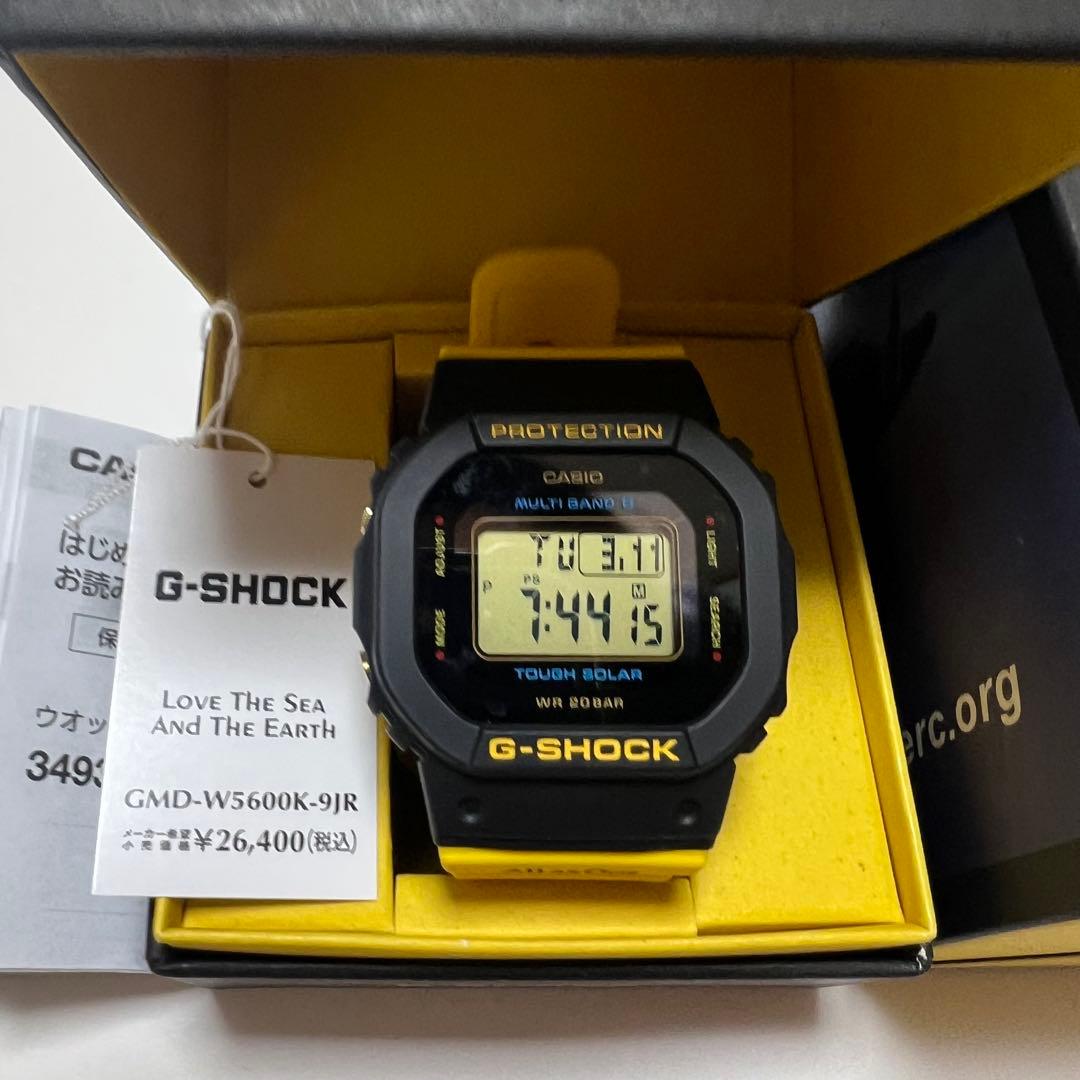 CA
はじめ
お読み
保
ウオッ
3493
G-SHOCK
LOVE THE SEA
AND THE EARTH
GMD-W5600K-9JR
メーカー希望
小売価格 ¥26,400(税込)
PROTECTION
CASIO
MULTI BAND 6
ADJUST
LIGHT
TU 3.11
P
PS
M
7:44 15
MODE
SEARCH
TOUGH SOLAR
WR 20BAR
G-SHOCK
erc.org